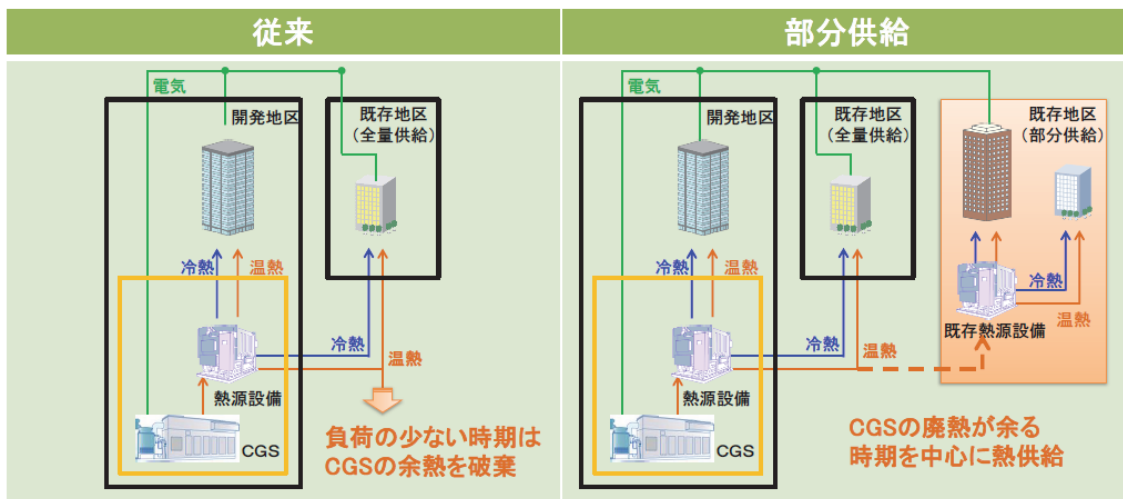 従来
電気
開発地区
既存地区
（全量供給）
冷熱
温熱
冷熱
温熱
熱源設備
CGS
負荷の少ない時期は
CGSの余熱を破棄
部分供給
電気
開発地区
既存地区
（全量供給）
既存地区
（部分供給）
冷熱
温熱
冷熱
温熱
冷熱
温熱
既存熱源設備
熱源設備
CGS
CGSの廃熱が余る
時期を中心に熱供給